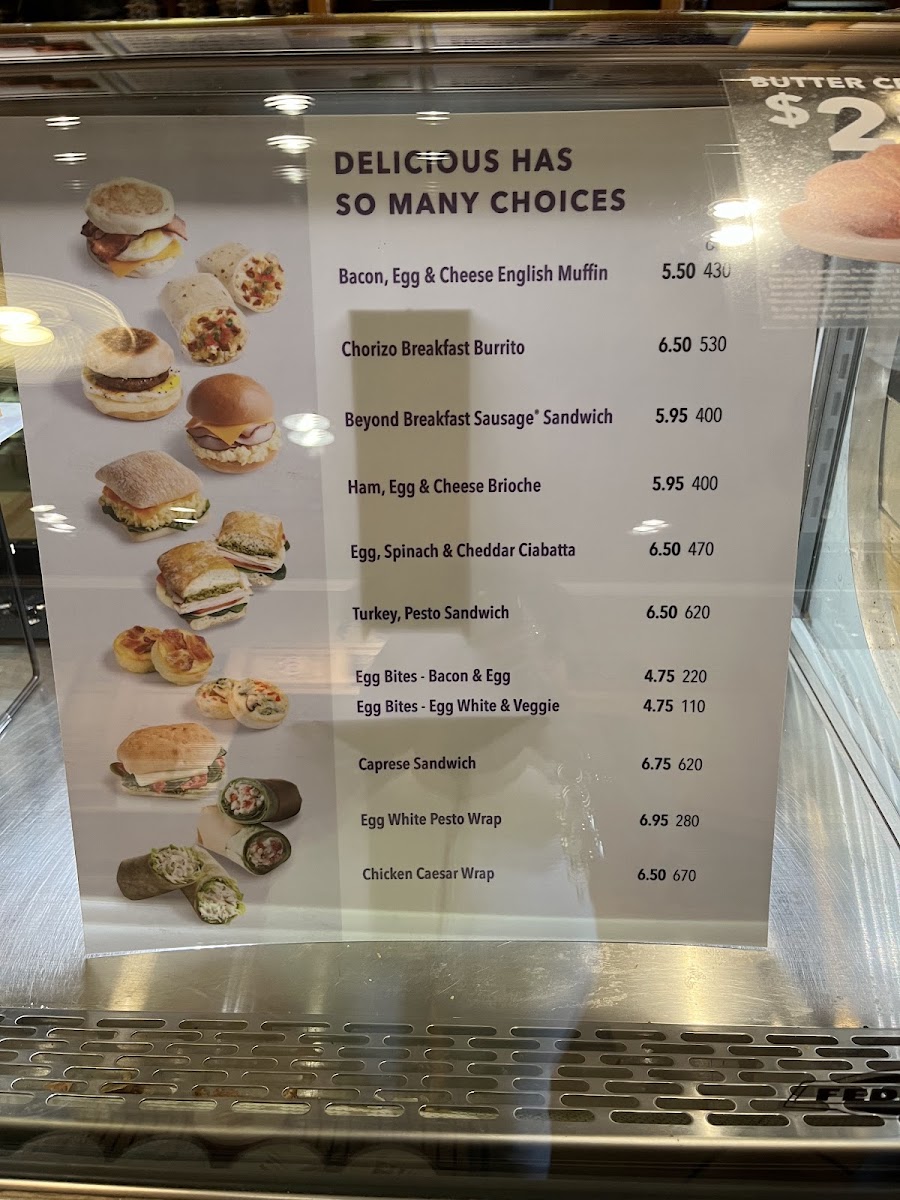 BUTTER
$2
DELICIOUS HAS
SO MANY CHOICES
Bacon, Egg & Cheese English Muffin 5.50 430
Chorizo Breakfast Burrito 6.50 530
Beyond Breakfast Sausage® Sandwich 5.95 400
Ham, Egg & Cheese Brioche 5.95 400
Egg, Spinach & Cheddar Ciabatta 6.50 470
Turkey, Pesto Sandwich 6.50 620
Egg Bites - Bacon & Egg 4.75 220
Egg Bites - Egg White & Veggie 4.75 110
Caprese Sandwich 6.75 620
Egg White Pesto Wrap 6.95 280
Chicken Caesar Wrap 6.50 670
FED